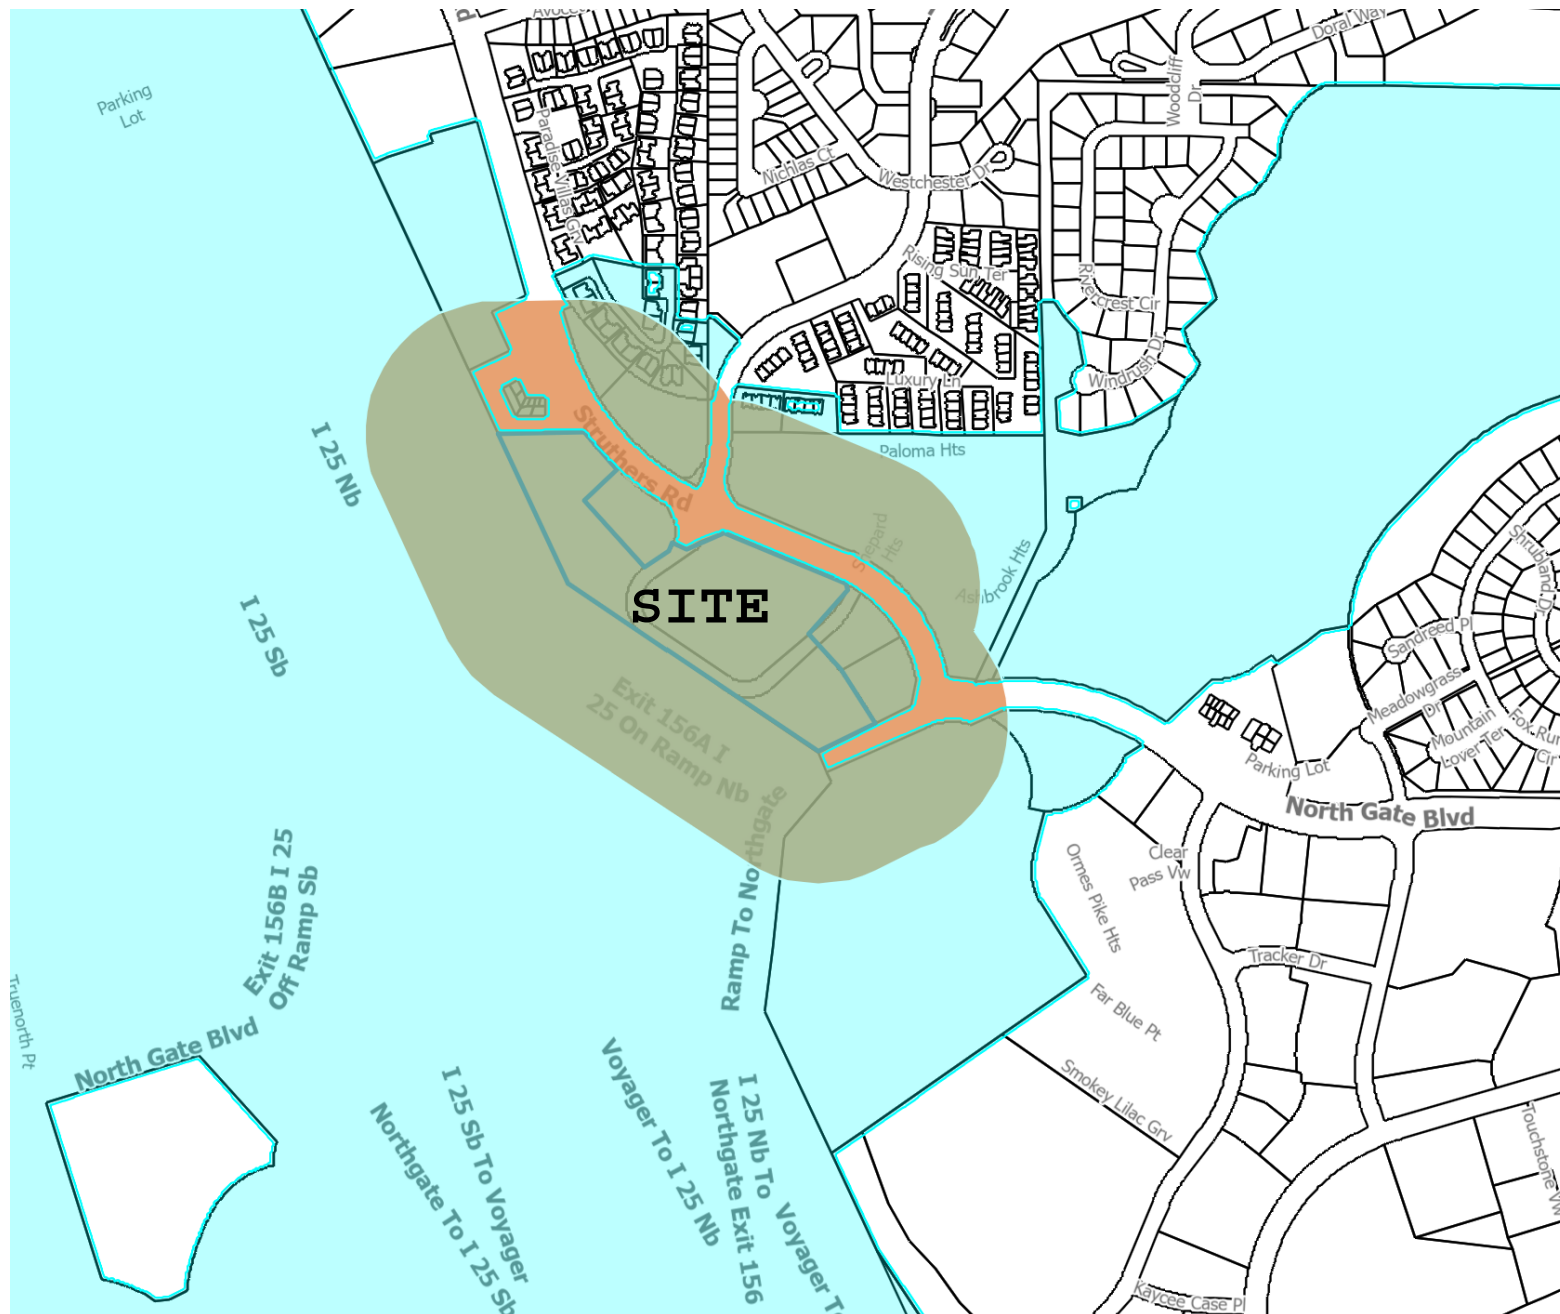 Rd
Doral Way
Woodcliff
Dr
Parking
Lot
Paradise Villas Grv
Nichlas Ct
Westchester Dr
Rising Sun Ter
Rivercrest Cir
Windrush Dr
Luxury Ln
Paloma Hts
Struthers Rd
I 25 Nb
Shepard
Hts
Ashbrook Hts
SITE
I 25 Sb
Exit 156A I
25 On Ramp Nb
Shrubland Dr
Sandreed Pl
Meadowgrass
Dr
Mountain
Lover Ter
Fox Run
Cir
Parking Lot
North Gate Blvd
Ramp To Northgate
Clear
Pass Vw
Ormes Pike Hts
Exit 156B I 25
Off Ramp Sb
Tracker Dr
Far Blue Pt
Truenorth Pt
North Gate Blvd
Smokey Lilac Grv
I 25 Sb To Voyager
Northgate To I 25 Sb
Voyager To I 25 Nb
I 25 Nb To
Northgate Exit 156
Voyager To
Touchstone Vw
Kaycee Case Pl